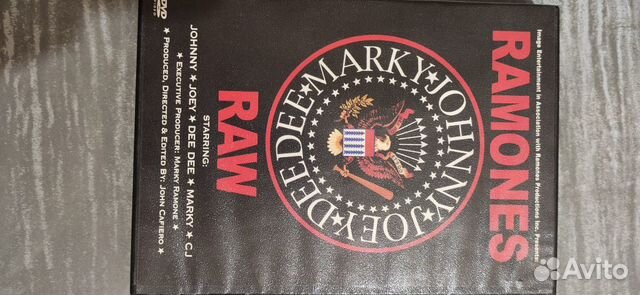 Image Entertainment in Association with Ramones Productions Inc. Presents:
RAMONES
JOHNNY★JOEY★DEEDEE★MARKY★
RAW
STARRING:
JOHNNY ★ JOEY ★ DEE DEE ★ MARKY ★ CJ
★ EXECUTIVE PRODUCER: MARKY RAMONE ★
★ PRODUCED, DIRECTED & EDITED BY: JOHN CAFIERO ★
DVD
Avito